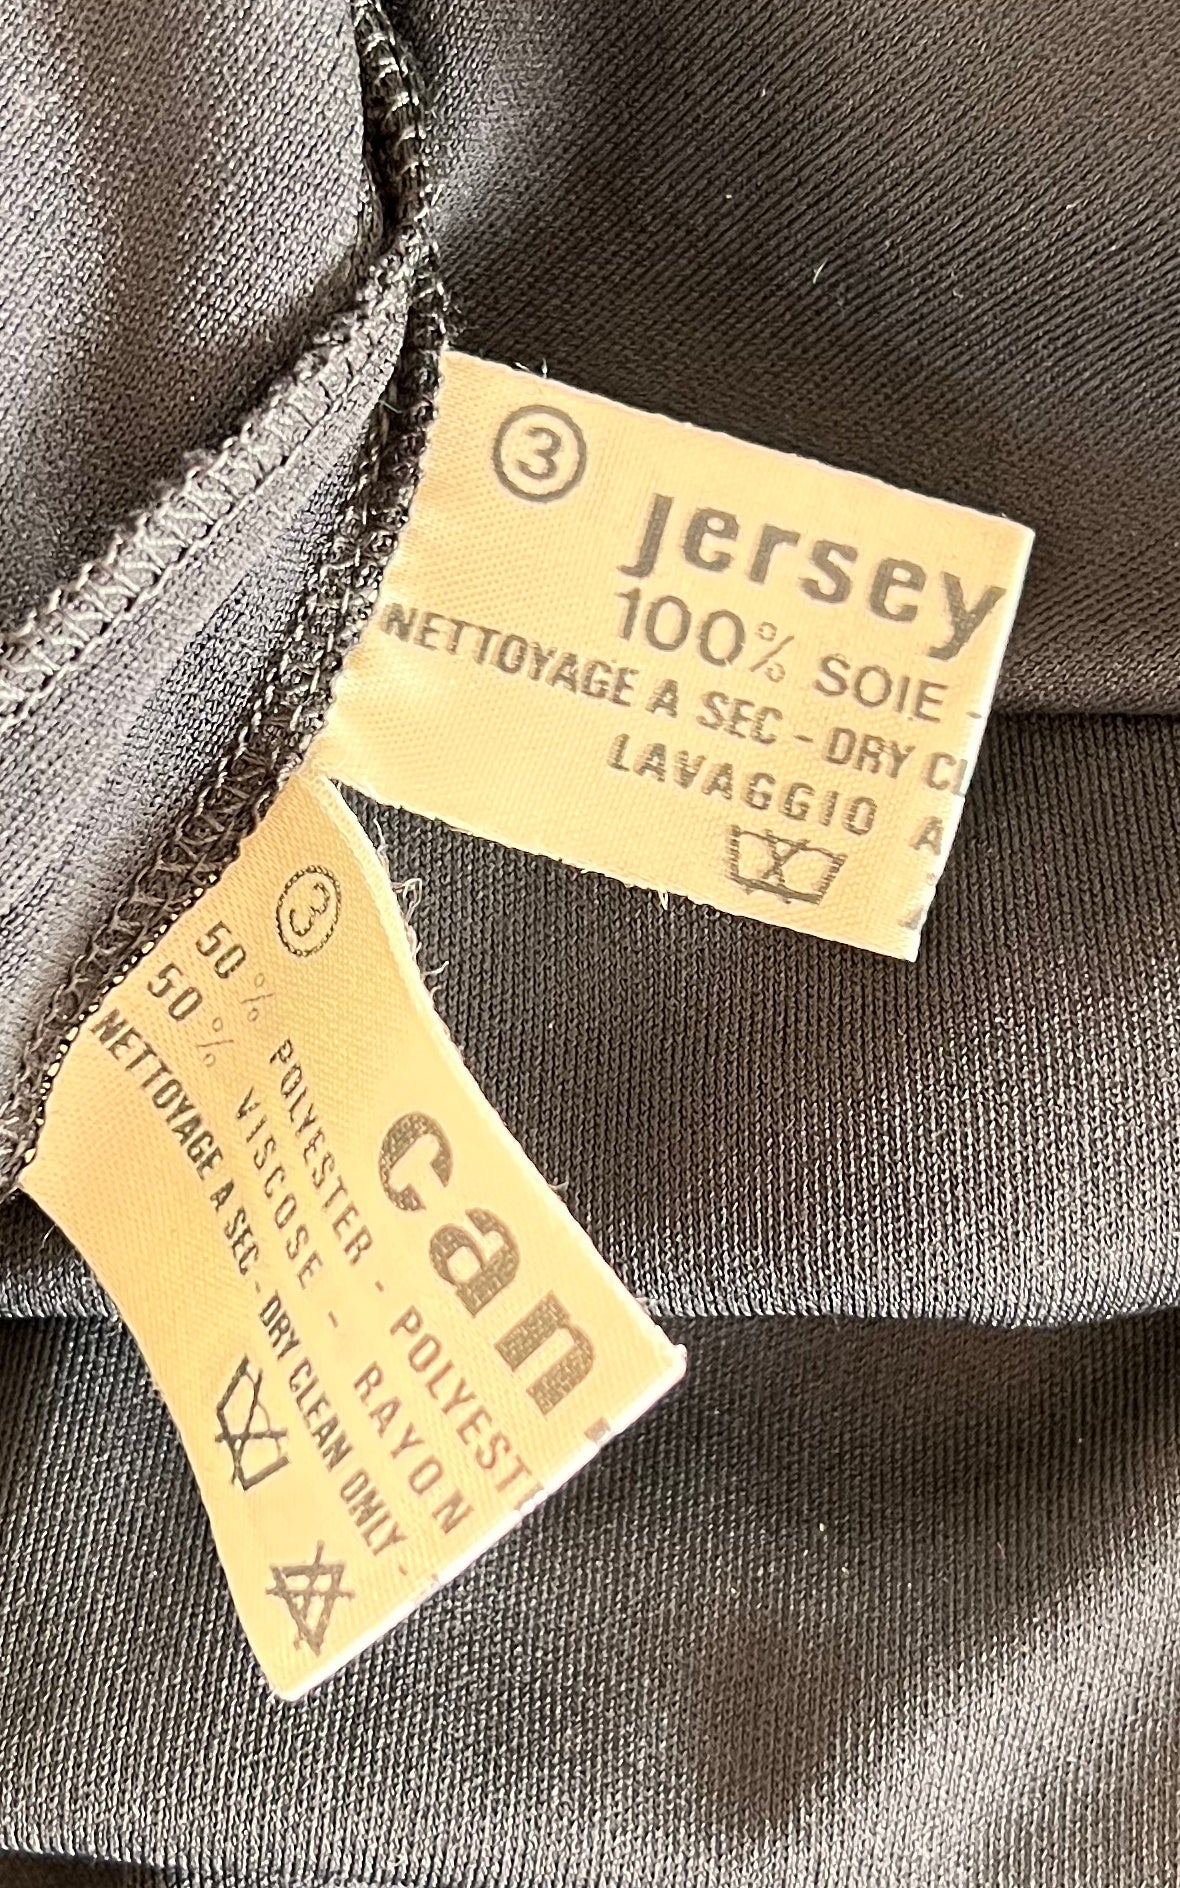 3
jersey
100% SOIE -
NETTOYAGE A SEC - DRY CL
LAVAGGIO A
3
can
50% POLYESTER - POLYEST
50% VISCOSE - RAYON
NETTOYAGE A SEC - DRY CLEAN ONLY -